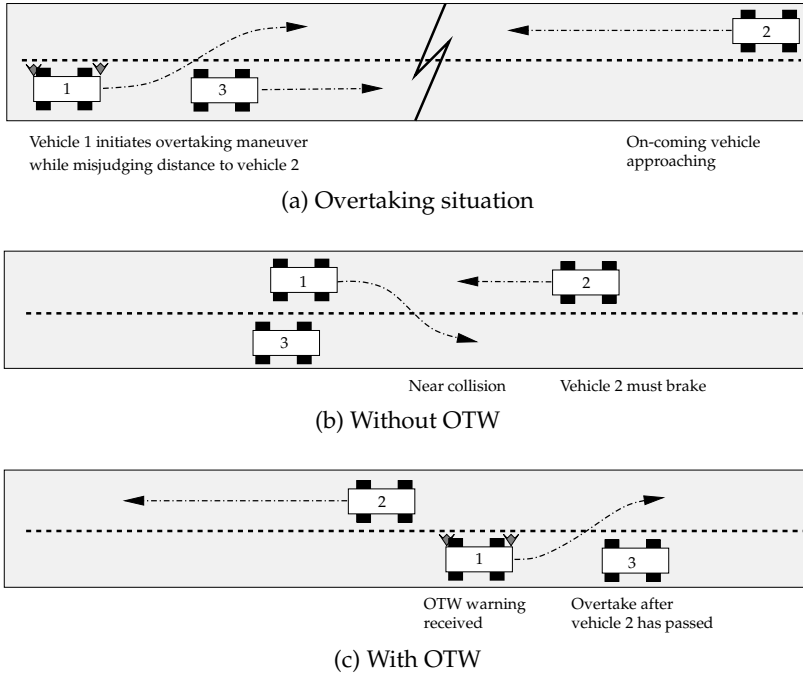 2
1
3
Vehicle 1 initiates overtaking maneuver
while misjudging distance to vehicle 2
On-coming vehicle
approaching
(a) Overtaking situation
1
2
3
Near collision
Vehicle 2 must brake
(b) Without OTW
2
1
3
OTW warning
received
Overtake after
vehicle 2 has passed
(c) With OTW